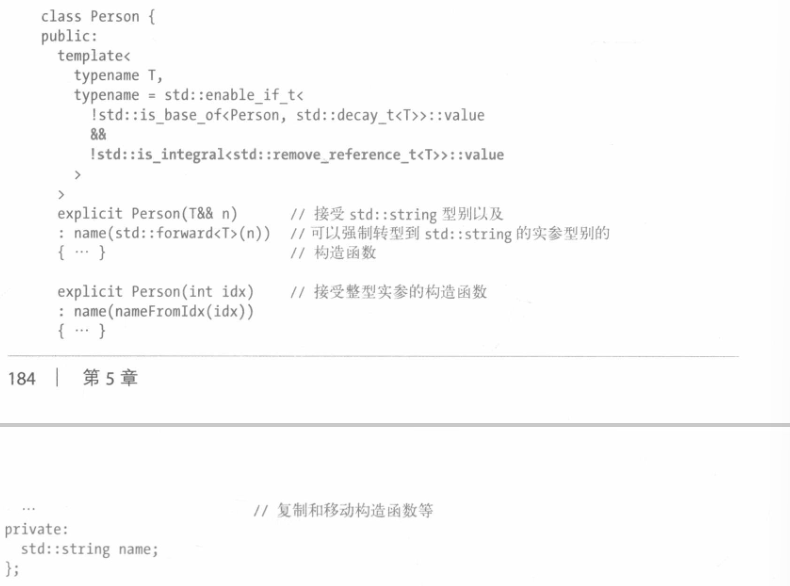 class Person {
public:
  template<
    typename T,
    typename = std::enable_if_t<
      !std::is_base_of<Person, std::decay_t<T>>::value
      &&
      !std::is_integral<std::remove_reference_t<T>>::value
    >
  >
  explicit Person(T&& n)      // 接受 std::string 型别以及
  : name(std::forward<T>(n))  // 可以强制转型到 std::string 的实参型别的
  { … }                       // 构造函数
  explicit Person(int idx)    // 接受整型实参的构造函数
  : name(nameFromIdx(idx))
  { … }
184 | 第 5 章
  …                           // 复制和移动构造函数等
private:
  std::string name;
};